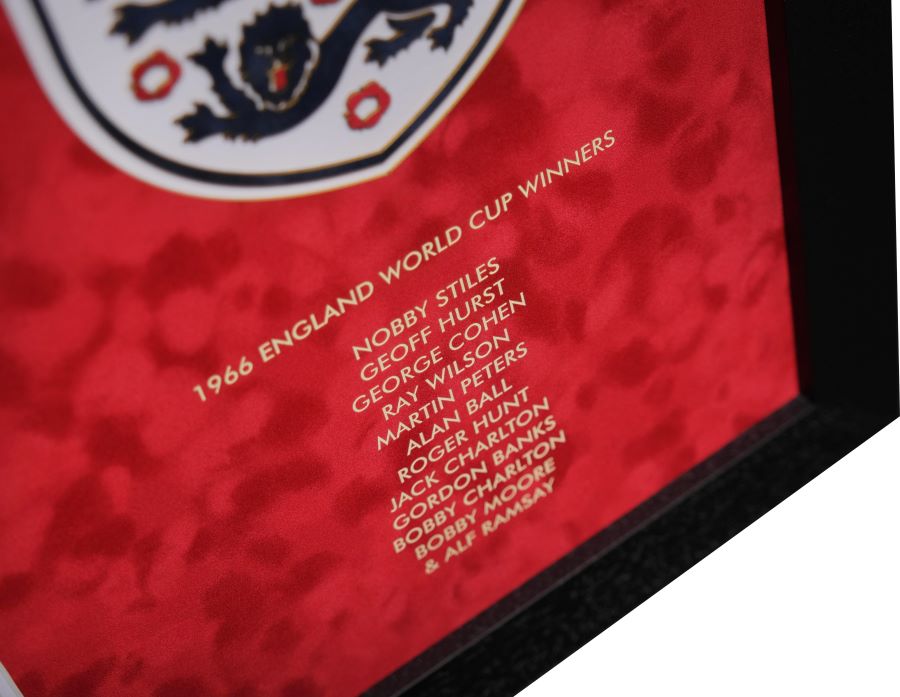 1966 ENGLAND WORLD CUP WINNERS
NOBBY STILES
GEOFF HURST
GEORGE COHEN
RAY WILSON
MARTIN PETERS
ALAN BALL
ROGER HUNT
JACK CHARLTON
GORDON BANKS
BOBBY CHARLTON
BOBBY MOORE
& ALF RAMSAY